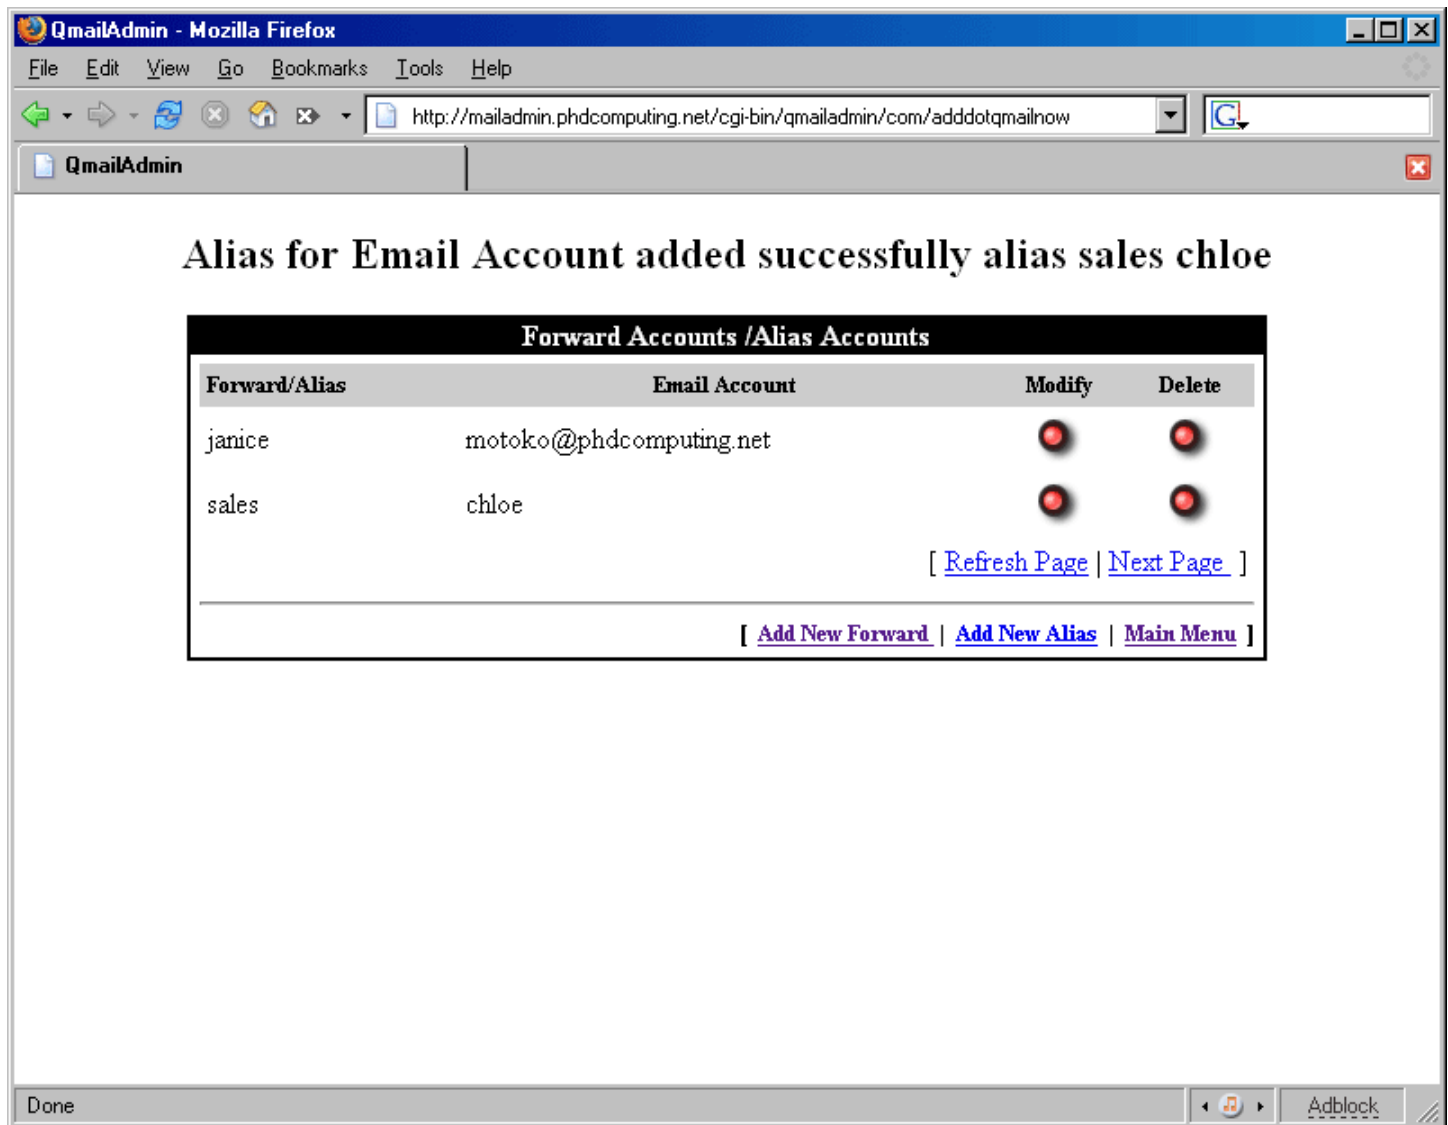 QmailAdmin - Mozilla Firefox
File Edit View Go Bookmarks Tools Help
http://mailadmin.phdcomputing.net/cgi-bin/qmailadmin/com/adddotqmailnow G
QmailAdmin
Alias for Email Account added successfully alias sales chloe
Forward Accounts /Alias Accounts
Forward/Alias Email Account Modify Delete
janice motoko@phdcomputing.net
sales chloe
[ Refresh Page | Next Page ]
[ Add New Forward | Add New Alias | Main Menu ]
Done Adblock